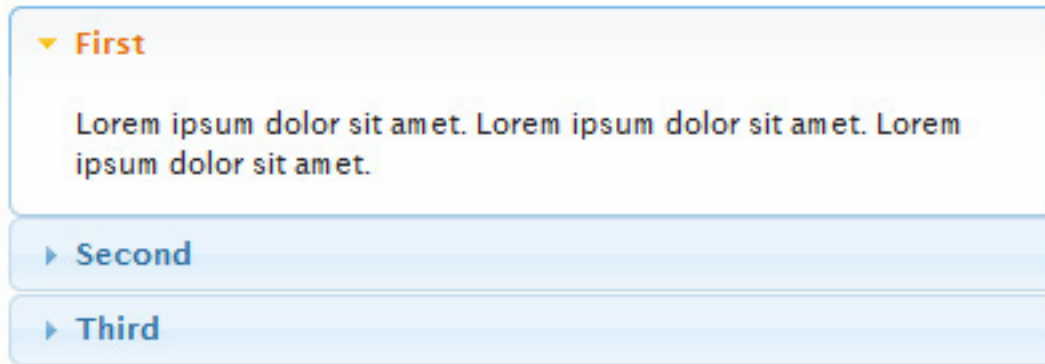 First
Lorem ipsum dolor sit amet. Lorem ipsum dolor sit amet. Lorem
ipsum dolor sit amet.
Second
Third